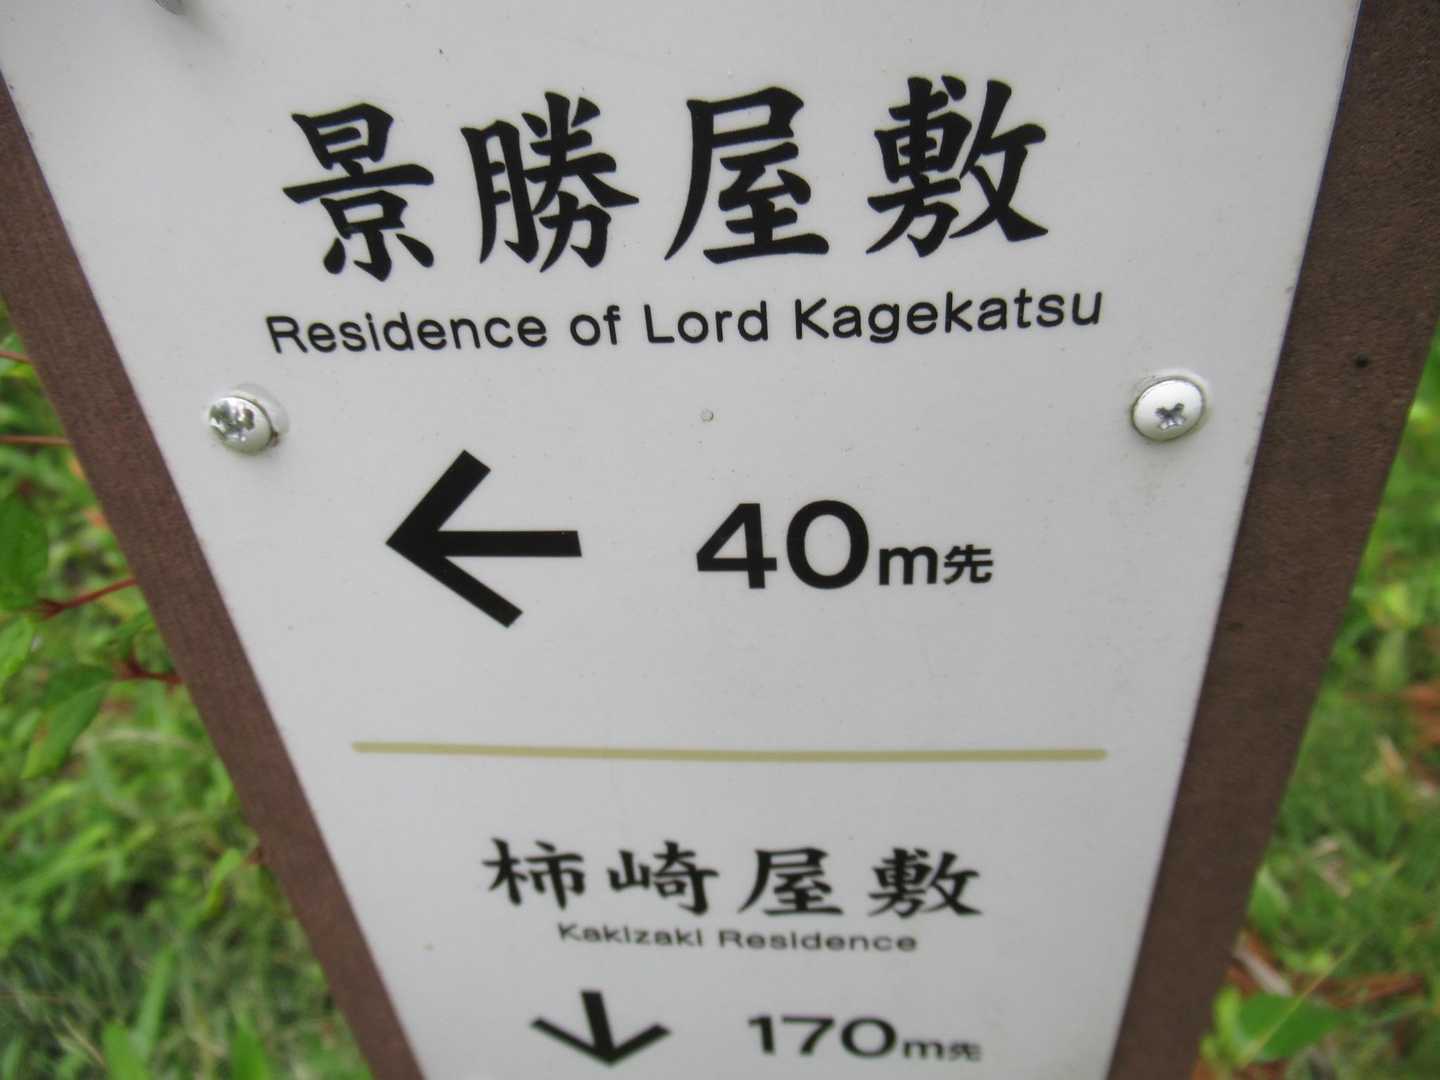 景勝屋敷
Residence of Lord Kagekatsu
← 40m先
柿崎屋敷
Kakizaki Residence
↓ 170m先